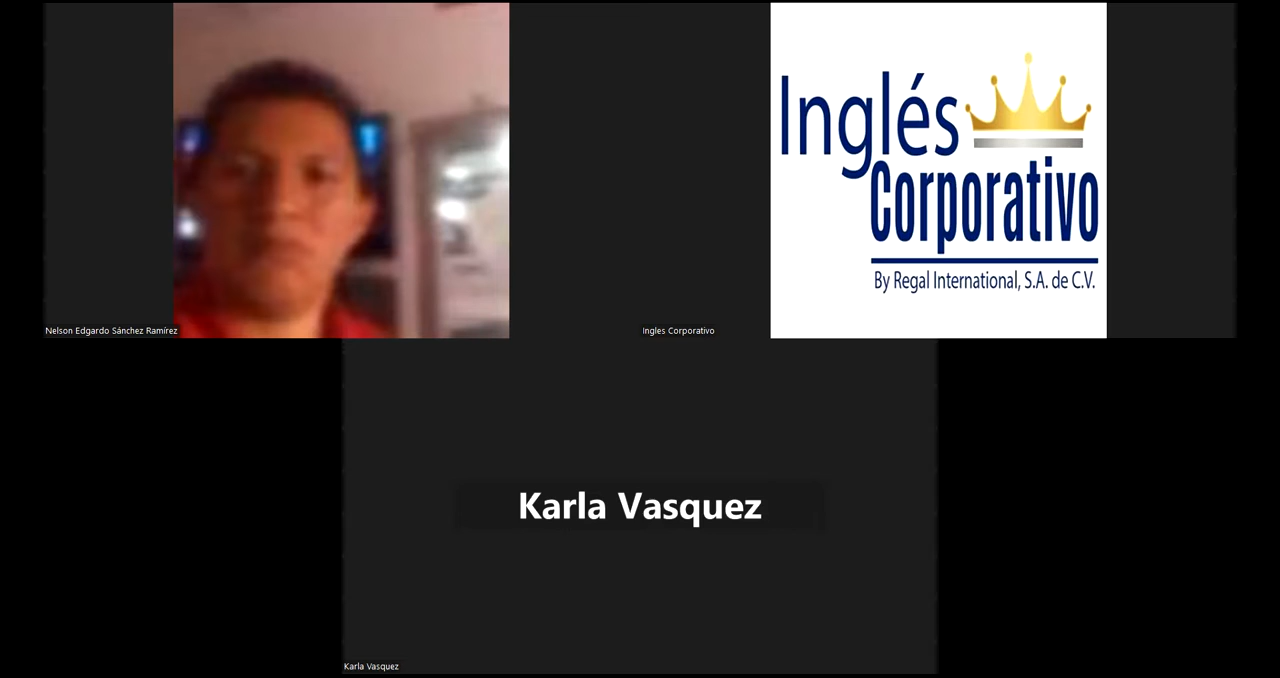 Inglés
Corporativo
By Regal International, S.A. de C.V.
Nelson Edgardo Sánchez Ramírez
Ingles Corporativo
Karla Vasquez
Karla Vasquez